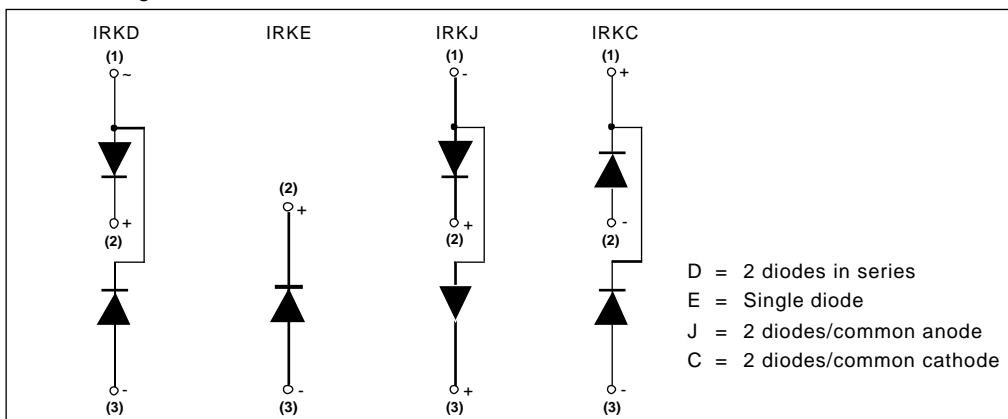 IRKD IRKE IRKJ IRKC
(1) (1) (1)
~ - +
(2)
+
+ + -
(2) (2) (2)
D = 2 diodes in series
E = Single diode
J = 2 diodes/common anode
C = 2 diodes/common cathode
- - + -
(3) (3) (3) (3)